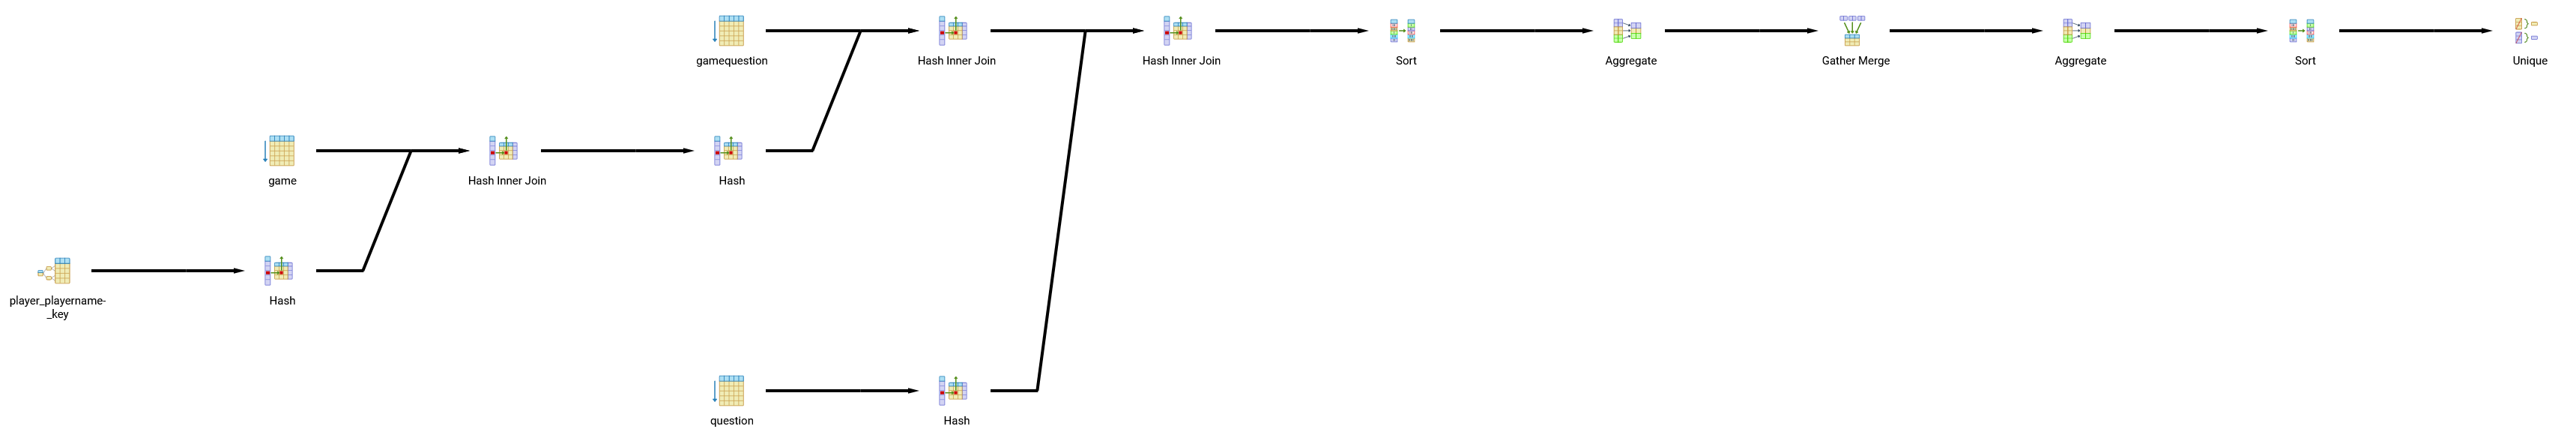 gamequestion
Hash Inner Join
Hash Inner Join
Sort
Aggregate
Gather Merge
Aggregate
Sort
Unique
game
Hash Inner Join
Hash
player_playername-
_key
Hash
question
Hash